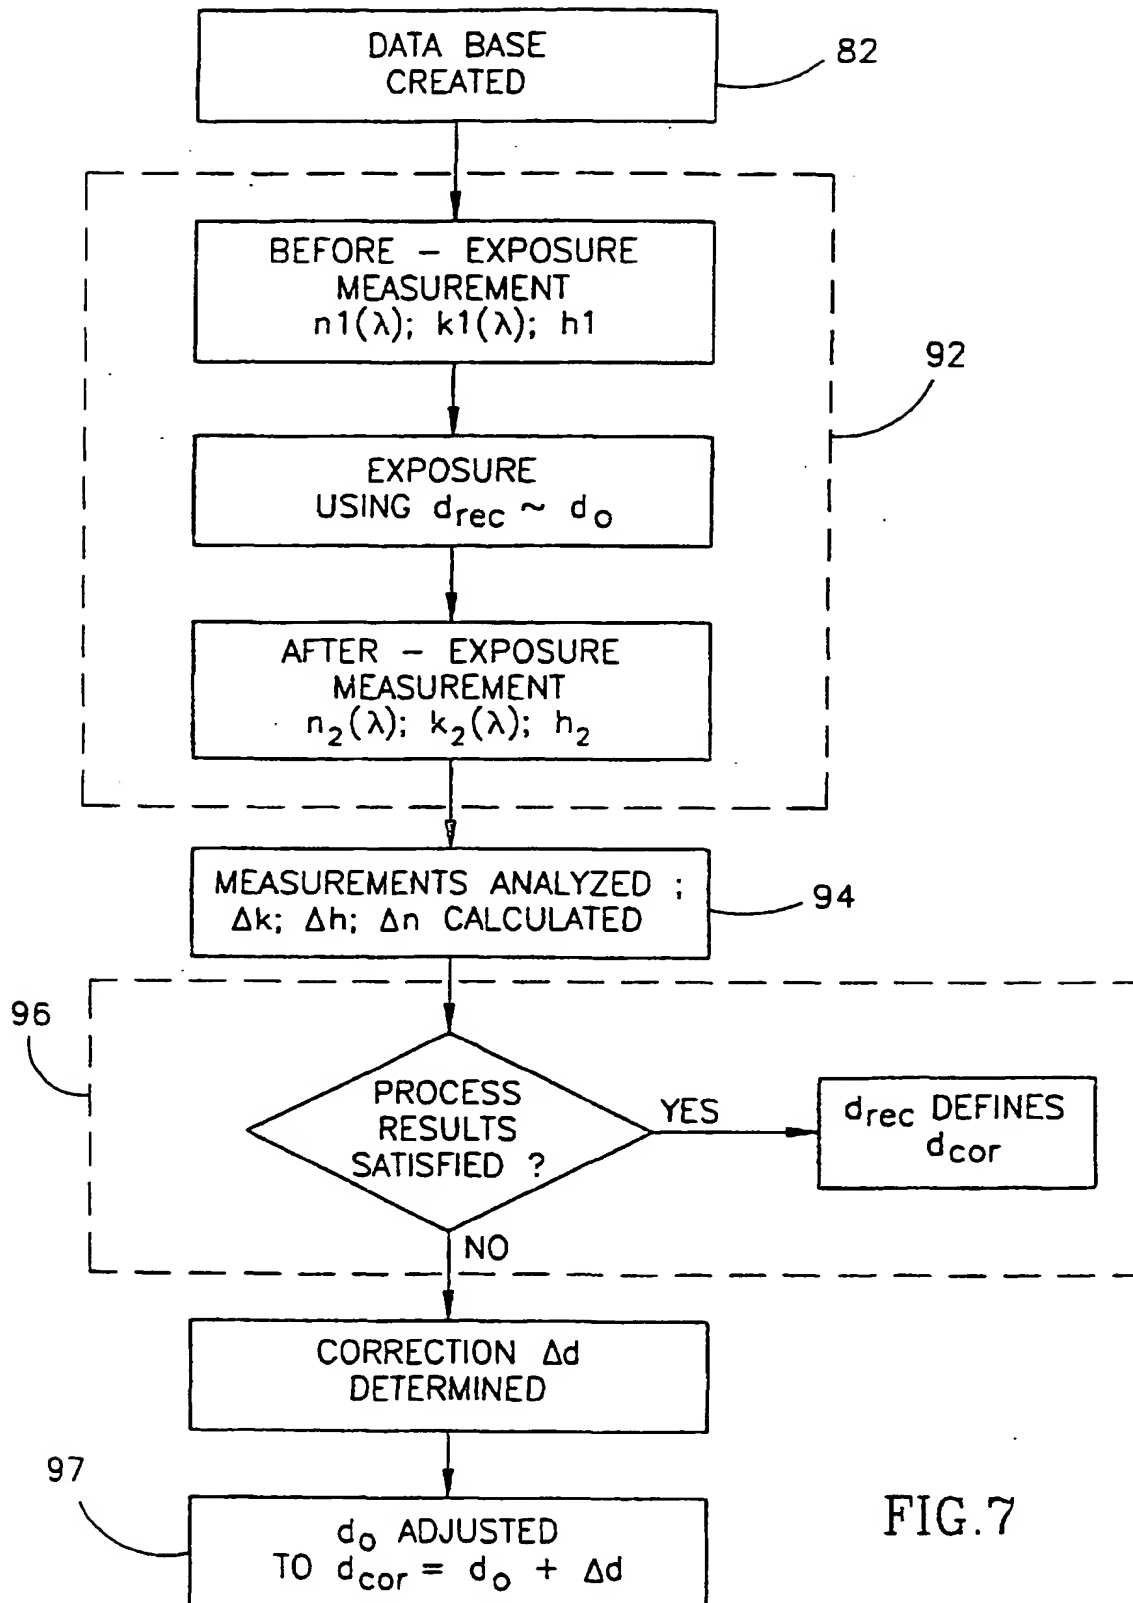 DATA BASE
CREATED
82
BEFORE - EXPOSURE
MEASUREMENT
n1(λ); k1(λ); h1
92
EXPOSURE
USING d_rec ~ d_o
AFTER - EXPOSURE
MEASUREMENT
n₂(λ); k₂(λ); h₂
MEASUREMENTS ANALYZED ;
Δk; Δh; Δn CALCULATED
94
96
PROCESS
RESULTS
SATISFIED ?
YES
d_rec DEFINES
d_cor
NO
CORRECTION Δd
DETERMINED
97
d_o ADJUSTED
TO d_cor = d_o + Δd
FIG.7